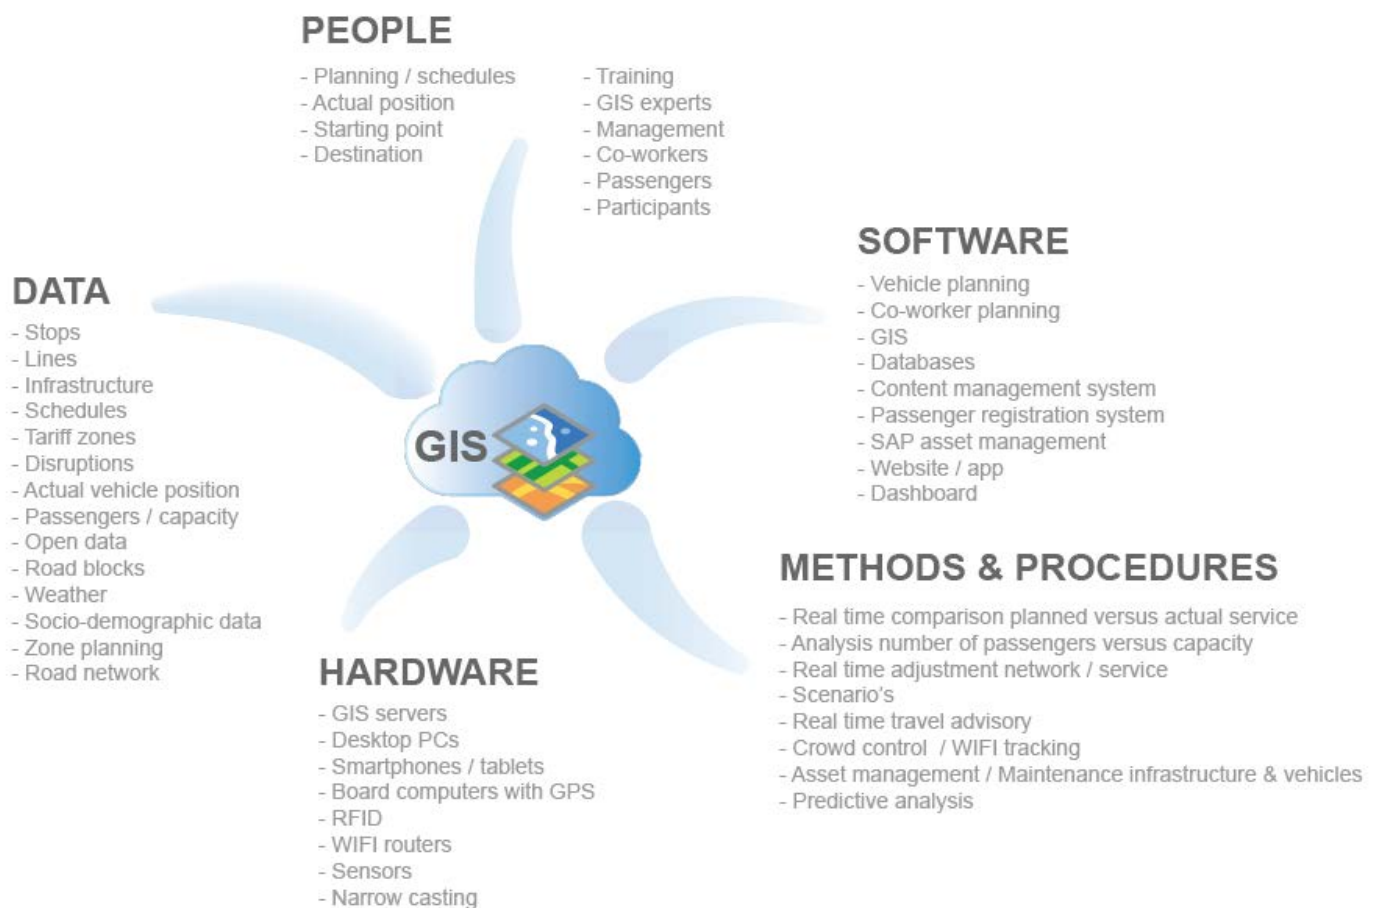 PEOPLE
- Planning / schedules
- Actual position
- Starting point
- Destination
- Training
- GIS experts
- Management
- Co-workers
- Passengers
- Participants
SOFTWARE
- Vehicle planning
- Co-worker planning
- GIS
- Databases
- Content management system
- Passenger registration system
- SAP asset management
- Website / app
- Dashboard
DATA
- Stops
- Lines
- Infrastructure
- Schedules
- Tariff zones
- Disruptions
- Actual vehicle position
- Passengers / capacity
- Open data
- Road blocks
- Weather
- Socio-demographic data
- Zone planning
- Road network
GIS
METHODS & PROCEDURES
- Real time comparison planned versus actual service
- Analysis number of passengers versus capacity
- Real time adjustment network / service
- Scenario's
- Real time travel advisory
- Crowd control / WIFI tracking
- Asset management / Maintenance infrastructure & vehicles
- Predictive analysis
HARDWARE
- GIS servers
- Desktop PCs
- Smartphones / tablets
- Board computers with GPS
- RFID
- WIFI routers
- Sensors
- Narrow casting